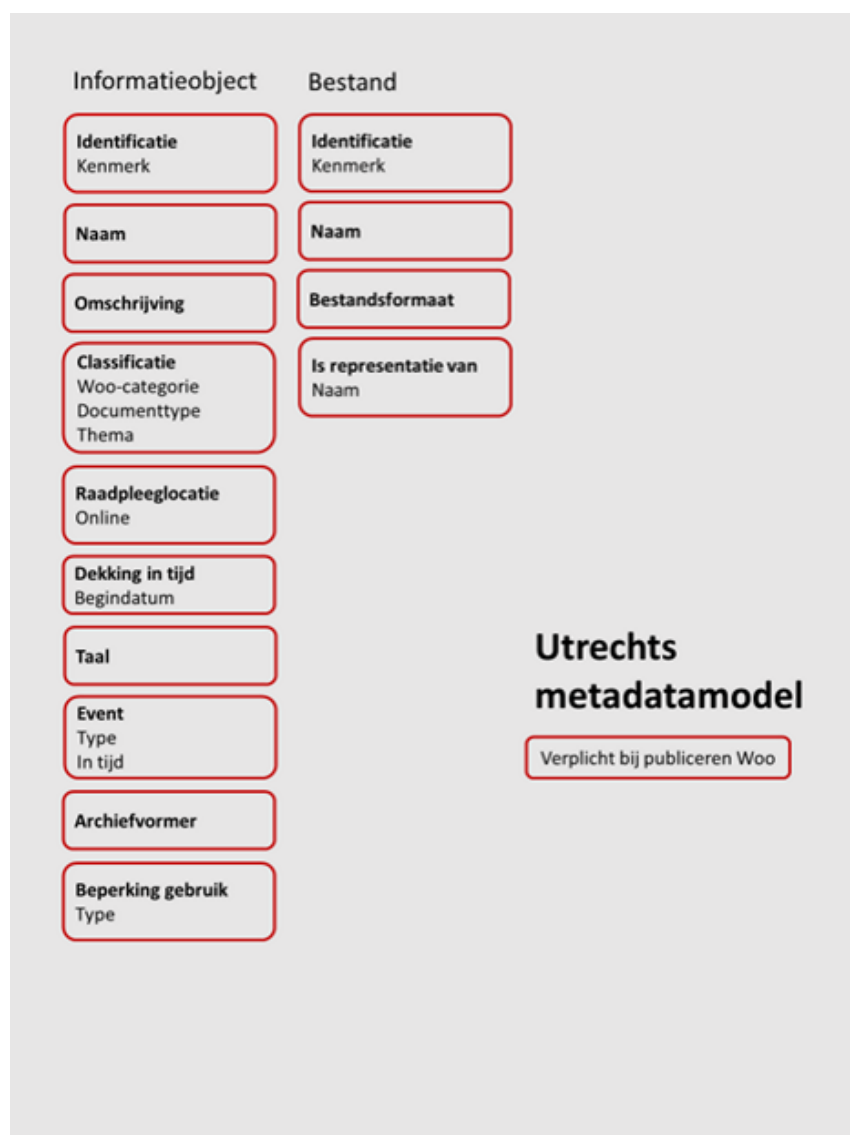 Informatieobject
Identificatie
Kenmerk
Naam
Omschrijving
Classificatie
Woo-categorie
Documenttype
Thema
Raadpleeglocatie
Online
Dekking in tijd
Begindatum
Taal
Event
Type
In tijd
Archiefvormer
Beperking gebruik
Type
Bestand
Identificatie
Kenmerk
Naam
Bestandsformaat
Is representatie van
Naam
Utrechts
metadatamodel
Verplicht bij publiceren Woo